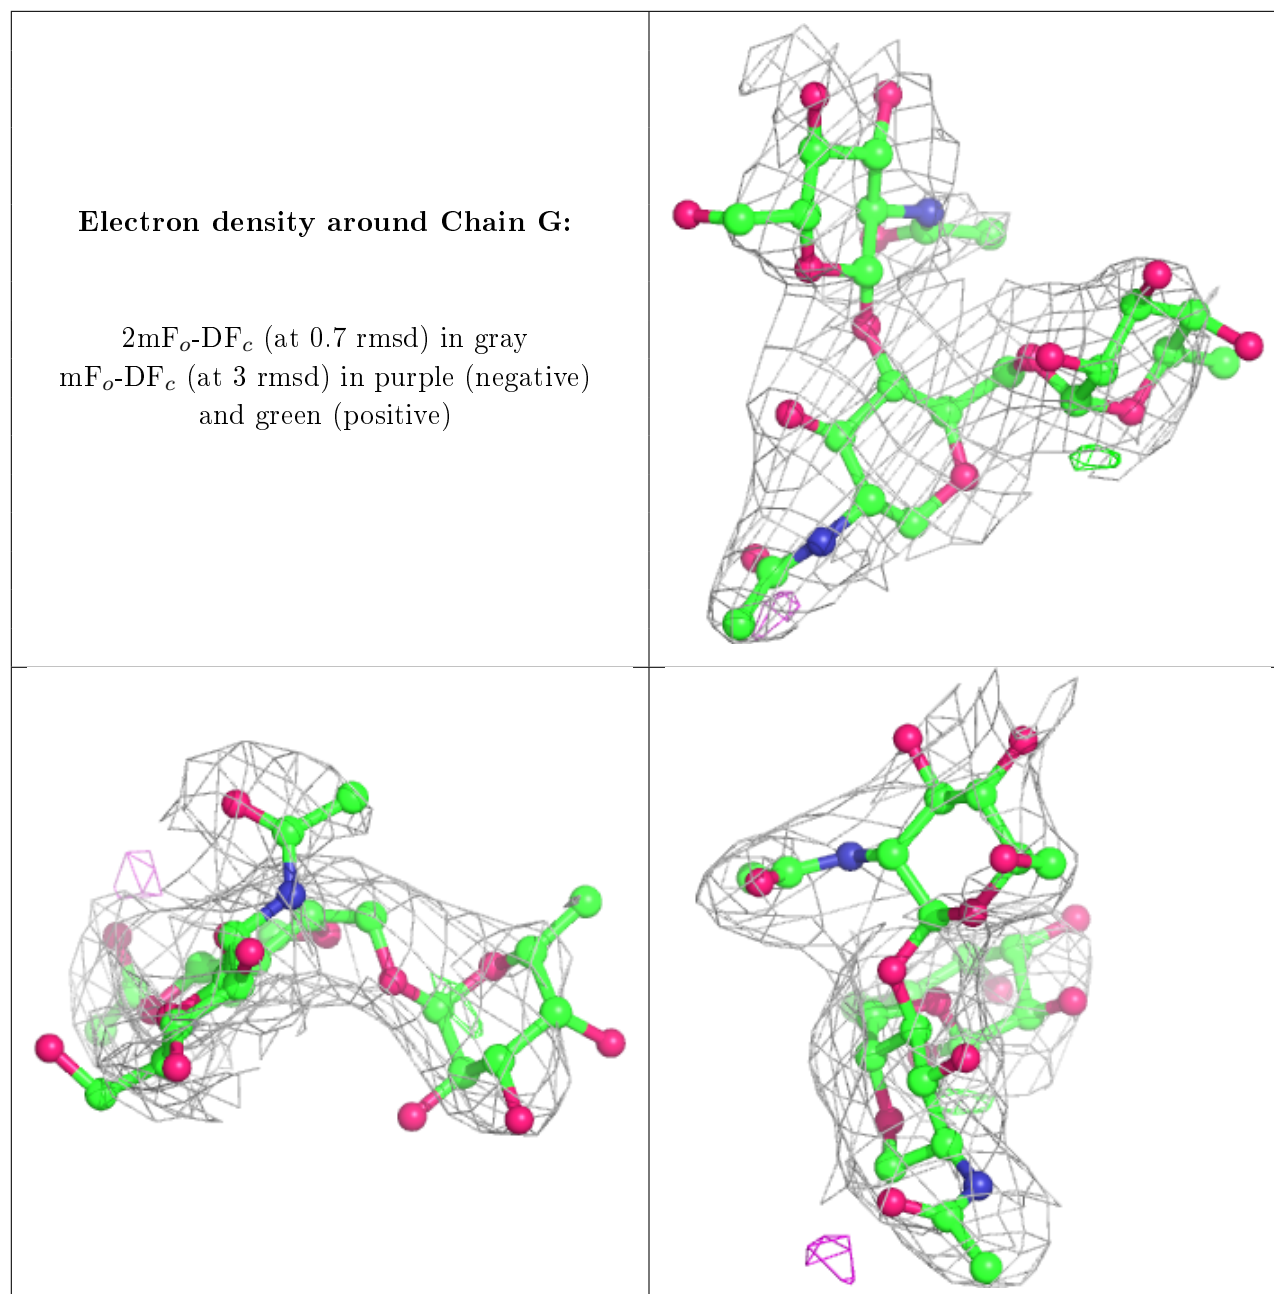 Electron density around Chain G:
2mFₒ-DF𝒸 (at 0.7 rmsd) in gray
mFₒ-DF𝒸 (at 3 rmsd) in purple (negative)
and green (positive)